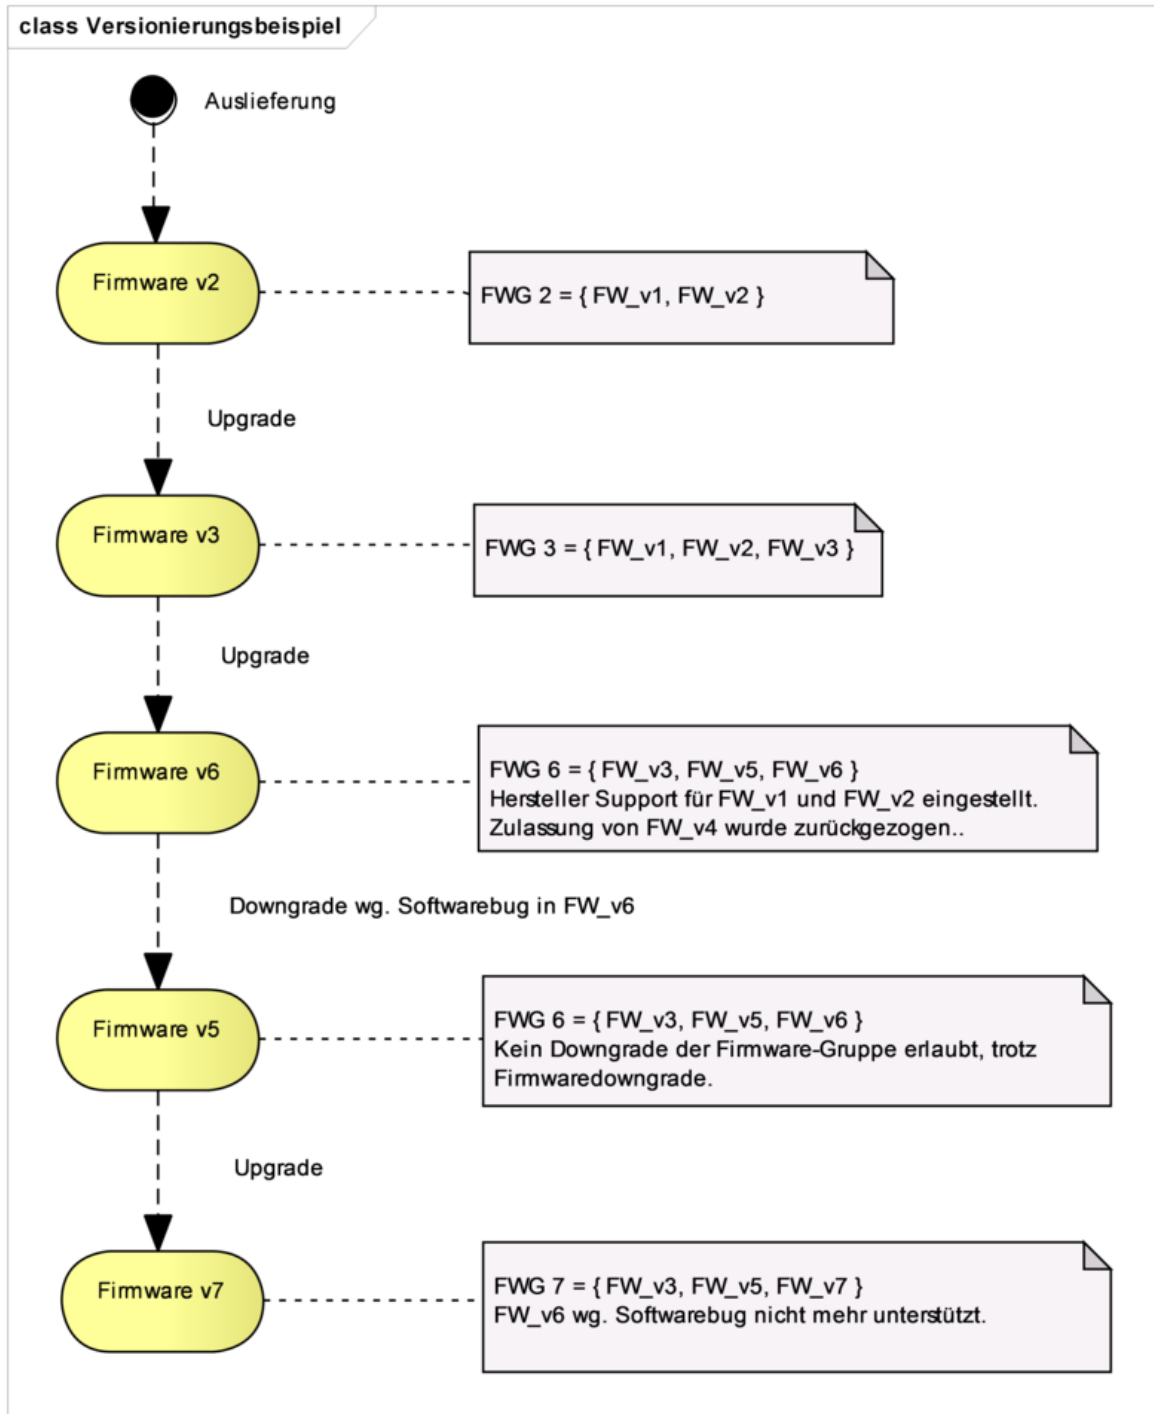 class Versionierungsbeispiel
Auslieferung
Firmware v2
FWG 2 = { FW_v1, FW_v2 }
Upgrade
Firmware v3
FWG 3 = { FW_v1, FW_v2, FW_v3 }
Upgrade
Firmware v6
FWG 6 = { FW_v3, FW_v5, FW_v6 }
Hersteller Support für FW_v1 und FW_v2 eingestellt.
Zulassung von FW_v4 wurde zurückgezogen..
Downgrade wg. Softwarebug in FW_v6
Firmware v5
FWG 6 = { FW_v3, FW_v5, FW_v6 }
Kein Downgrade der Firmware-Gruppe erlaubt, trotz
Firmwaredowngrade.
Upgrade
Firmware v7
FWG 7 = { FW_v3, FW_v5, FW_v7 }
FW_v6 wg. Softwarebug nicht mehr unterstützt.